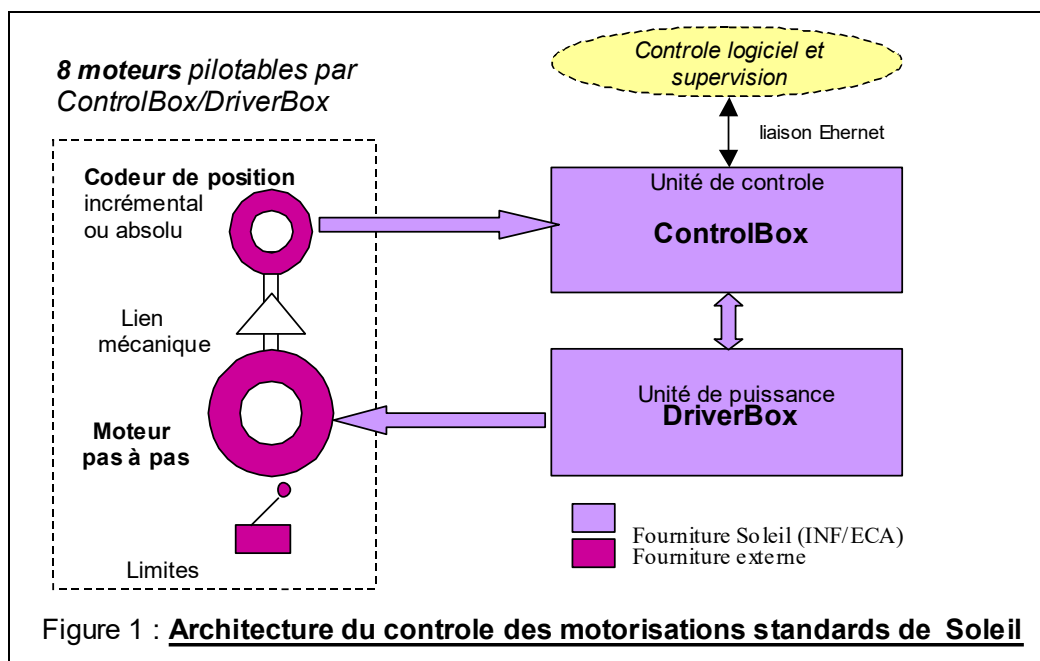 8 moteurs pilotables par
ControlBox/DriverBox
Controle logiciel et
supervision
liaison Ehernet
Codeur de position
incrémental
ou absolu
Unité de controle
ControlBox
Lien
mécanique
Unité de puissance
DriverBox
Moteur
pas à pas
Limites
Fourniture Soleil (INF/ECA)
Fourniture externe
Figure 1 : Architecture du controle des motorisations standards de Soleil